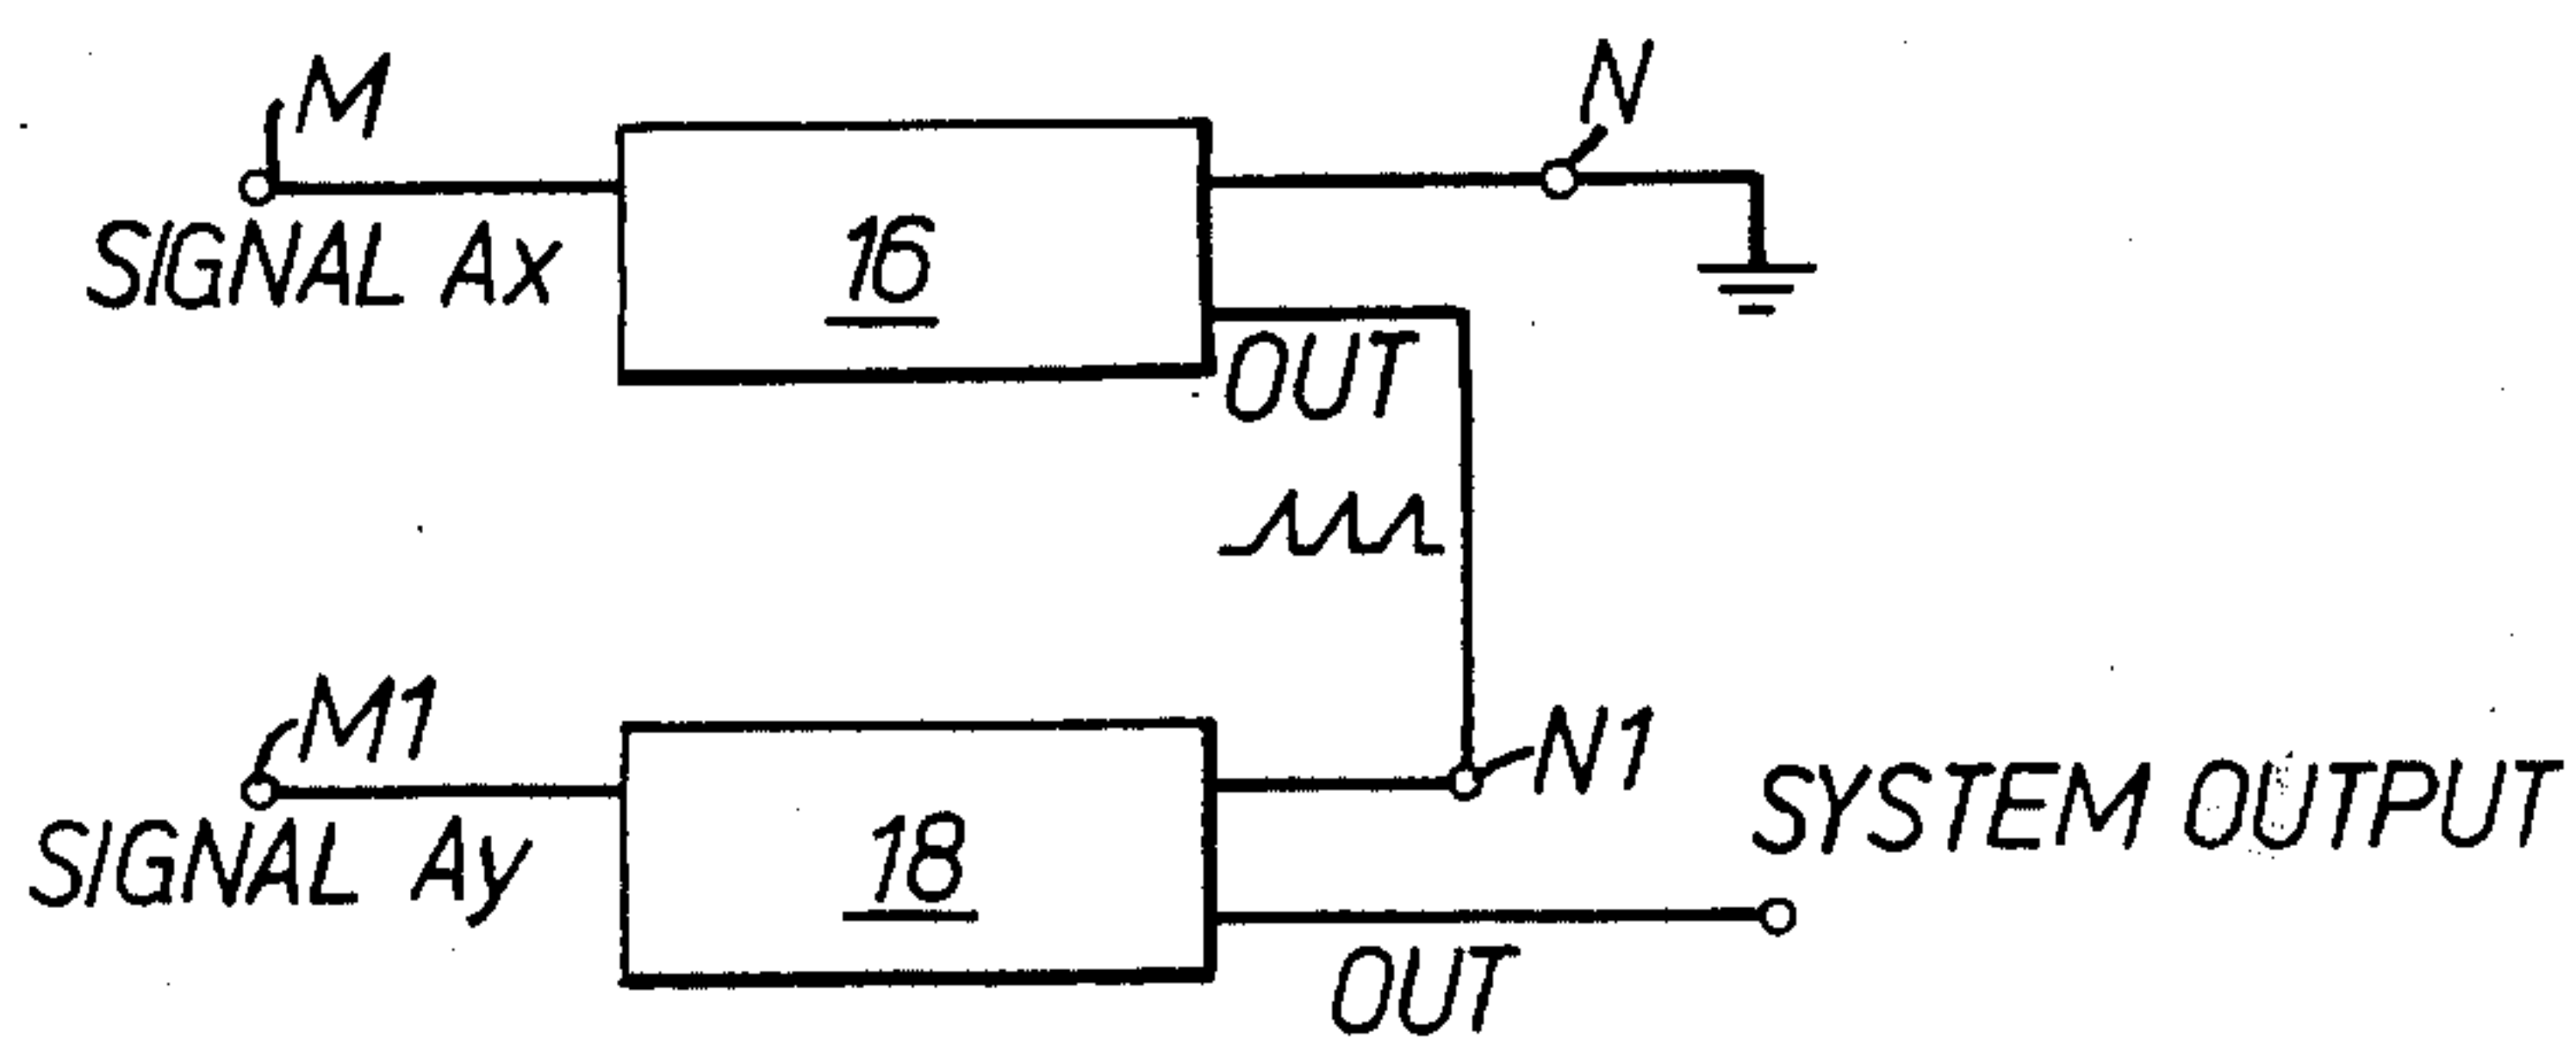 M
N
SIGNAL Ax
16
OUT
M1
N1
SIGNAL Ay
18
SYSTEM OUTPUT
OUT